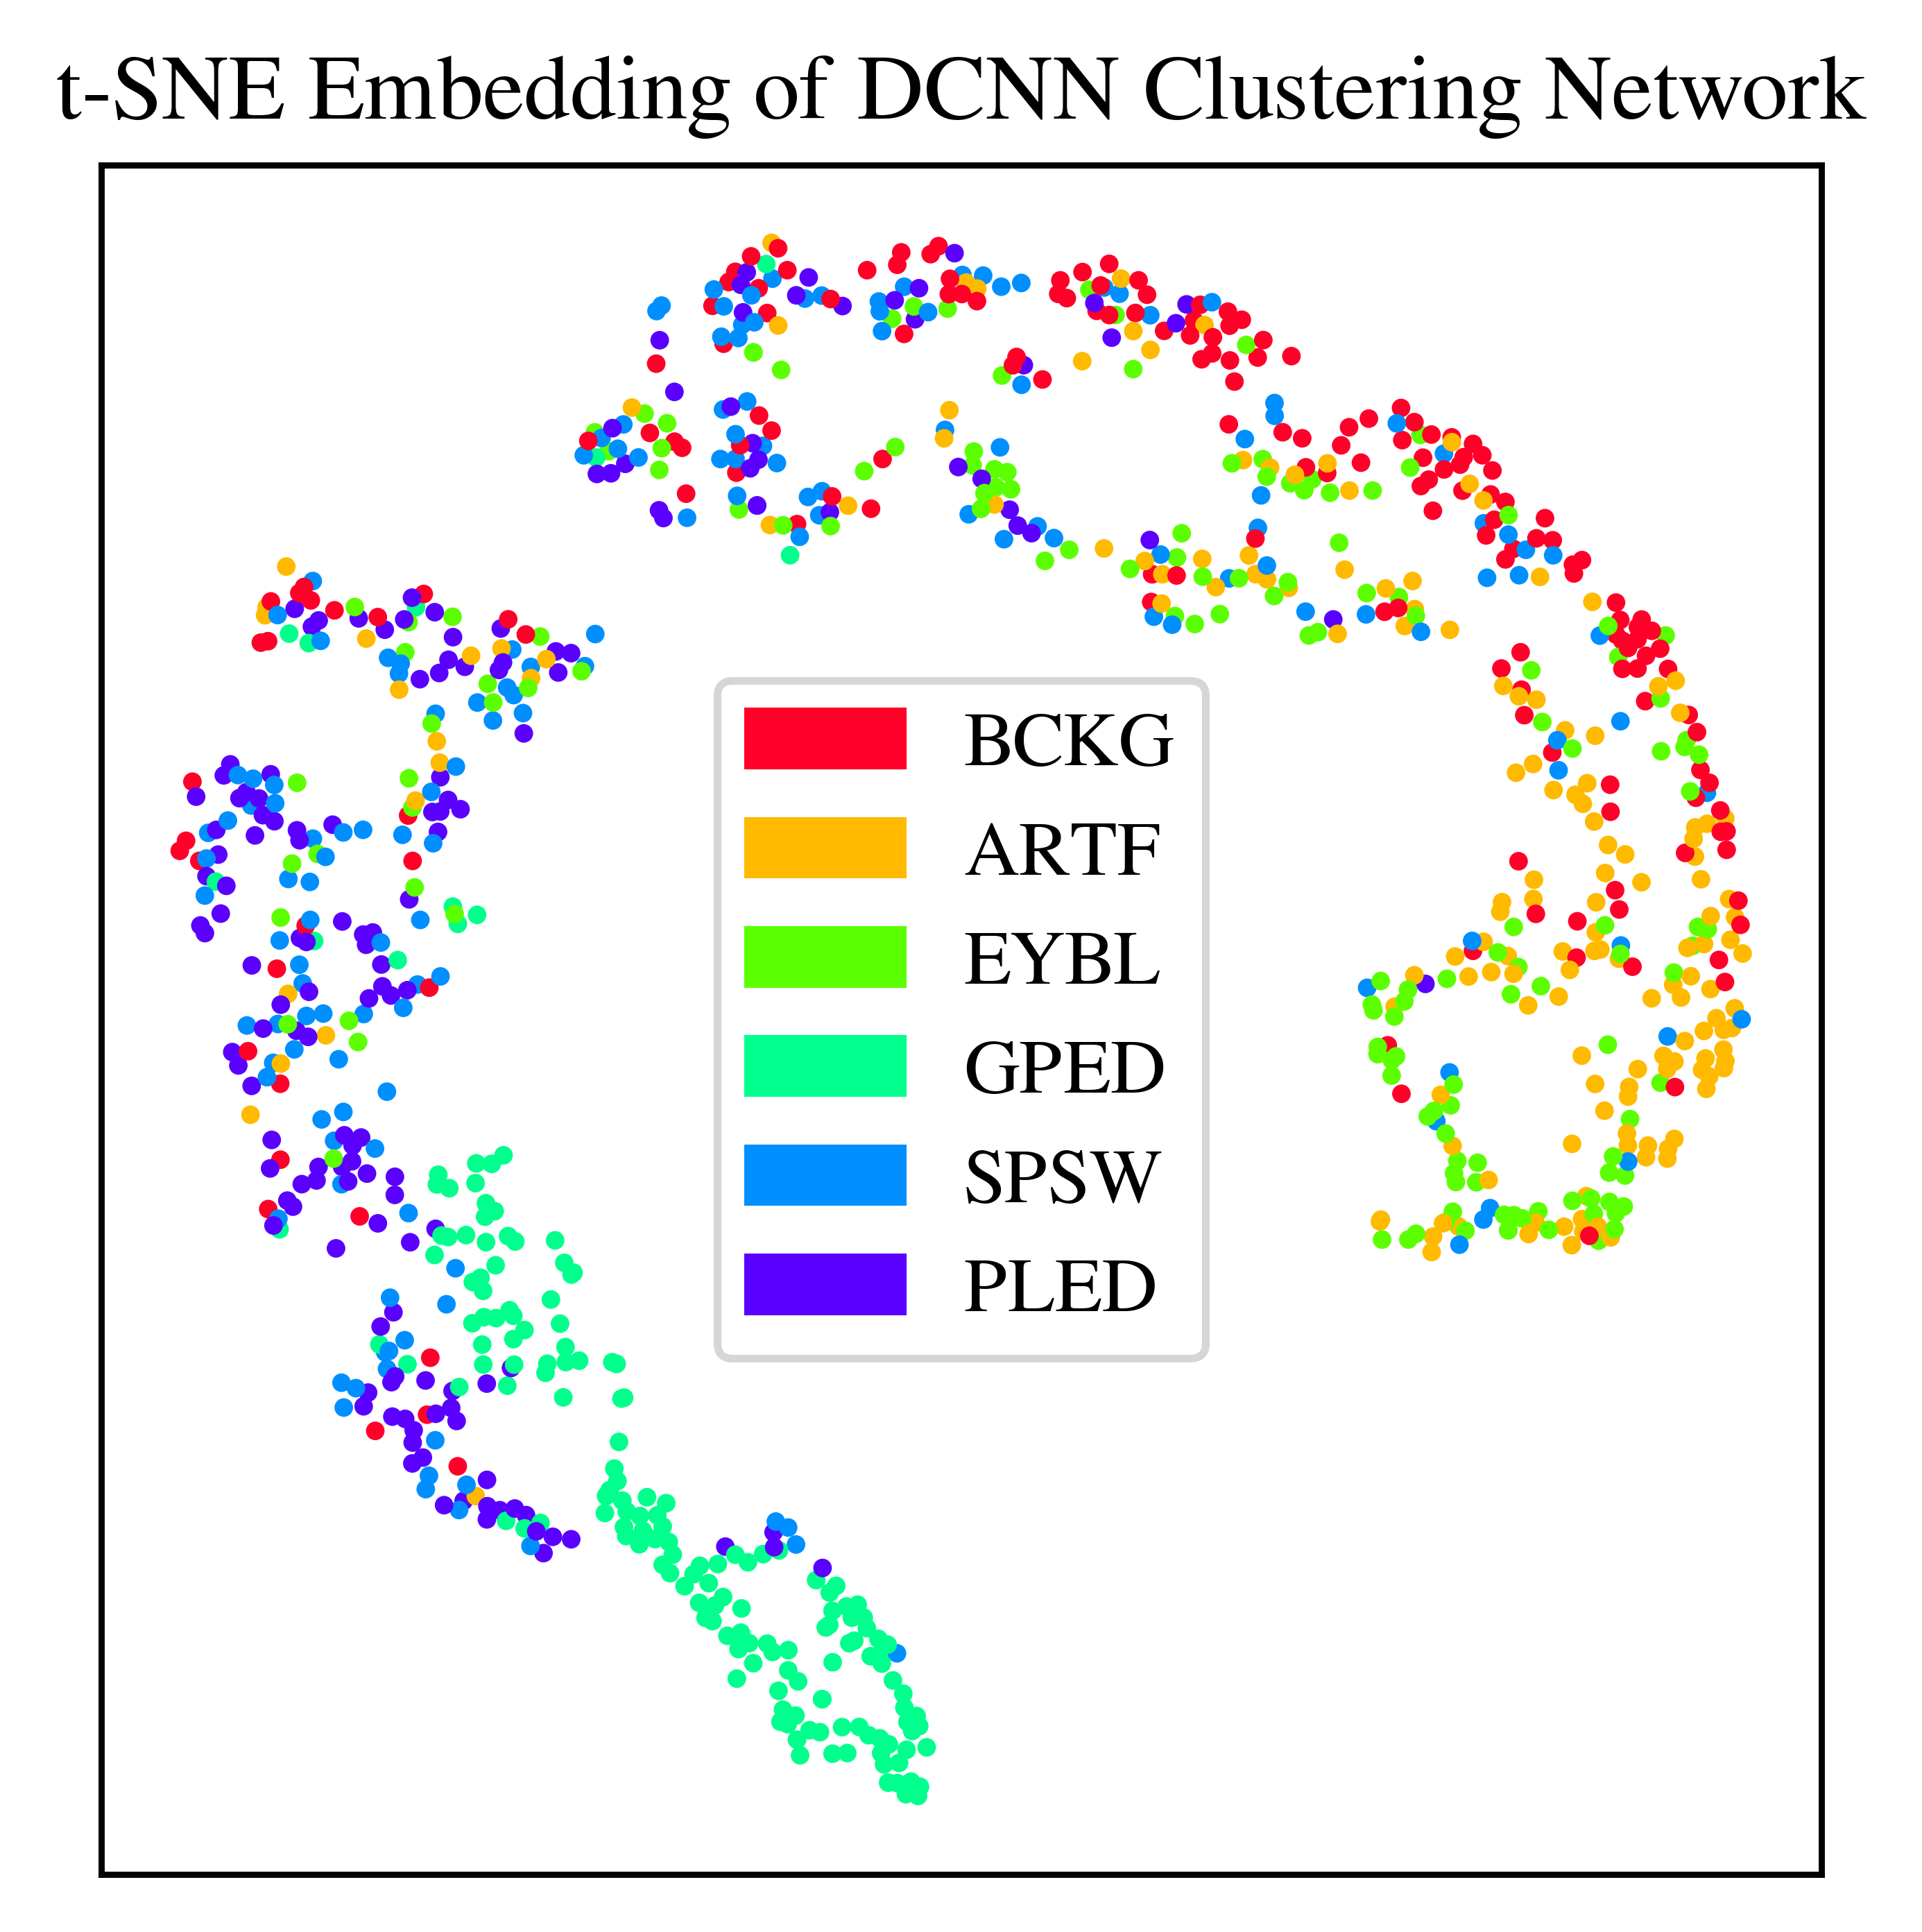 t-SNE Embedding of DCNN Clustering Network
BCKG
ARTF
EYBL
GPED
SPSW
PLED